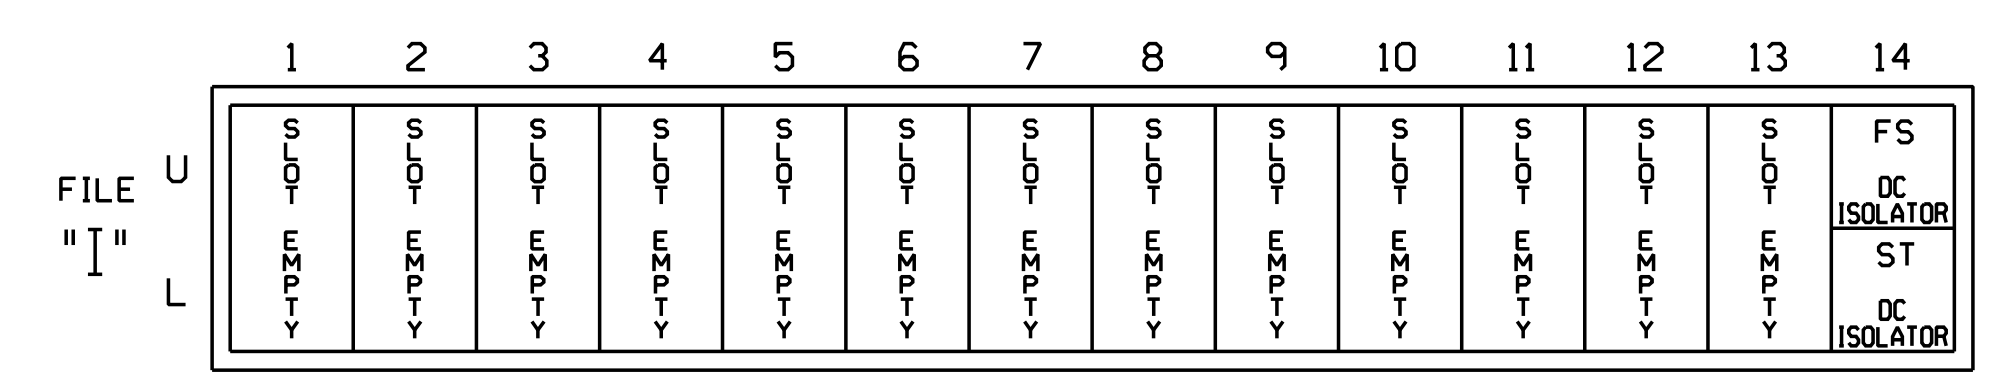 1 2 3 4 5 6 7 8 9 10 11 12 13 14
FILE
"I"
U
L
SLOT EMPTY
SLOT EMPTY
SLOT EMPTY
SLOT EMPTY
SLOT EMPTY
SLOT EMPTY
SLOT EMPTY
SLOT EMPTY
SLOT EMPTY
SLOT EMPTY
SLOT EMPTY
SLOT EMPTY
SLOT EMPTY
FS
DC
ISOLATOR
ST
DC
ISOLATOR